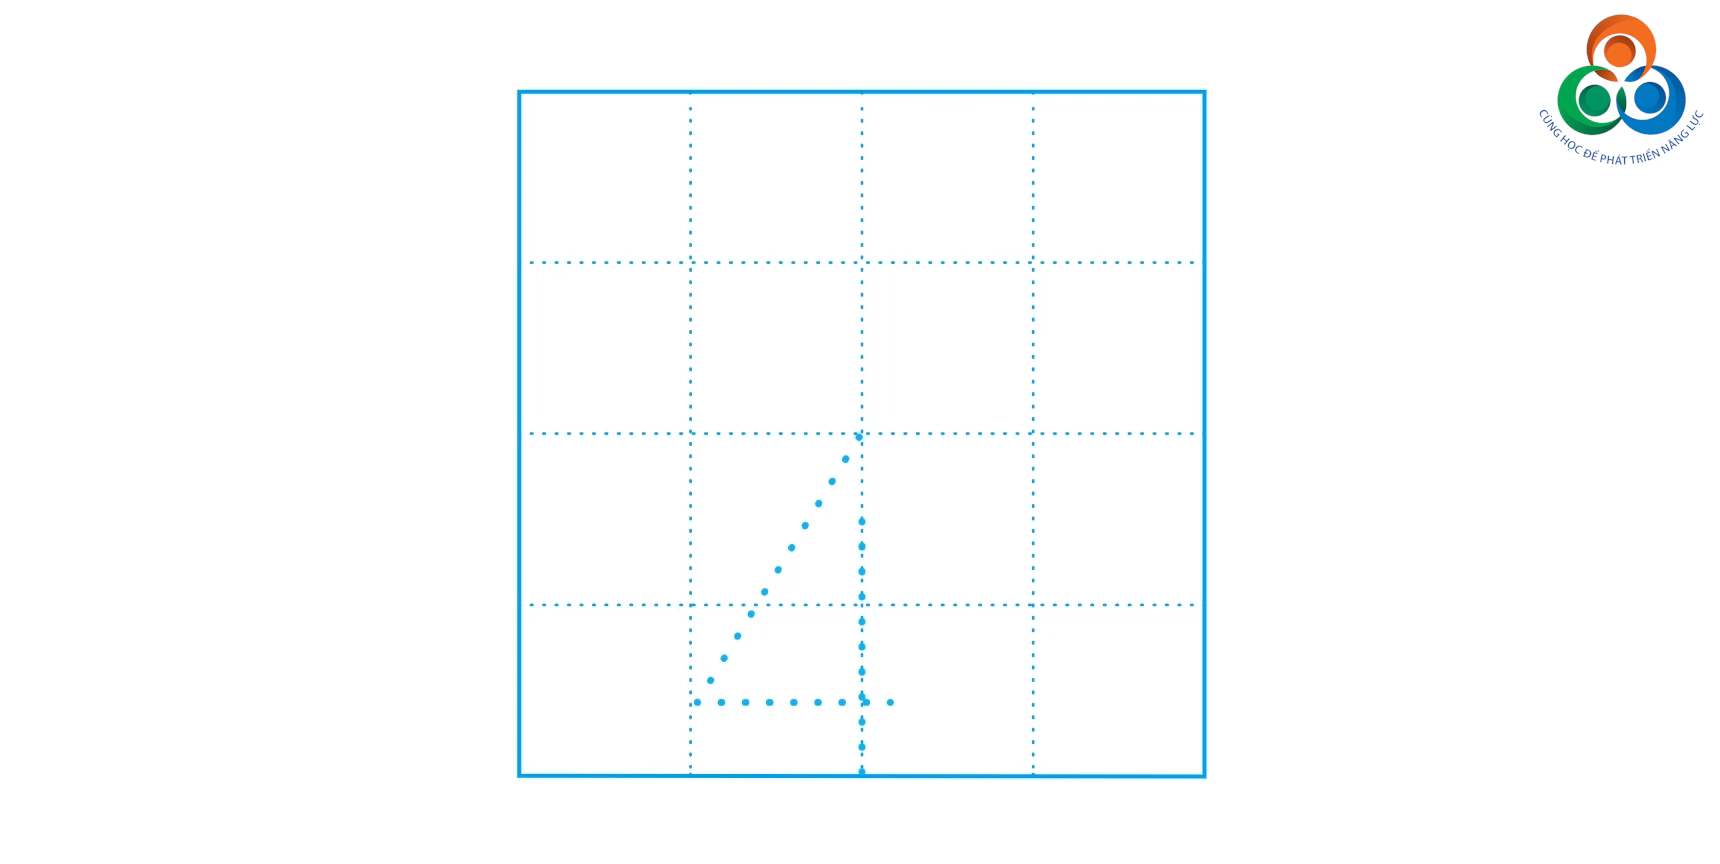 CÙNG HỌC ĐỂ PHÁT TRIỂN NĂNG LỰC
4